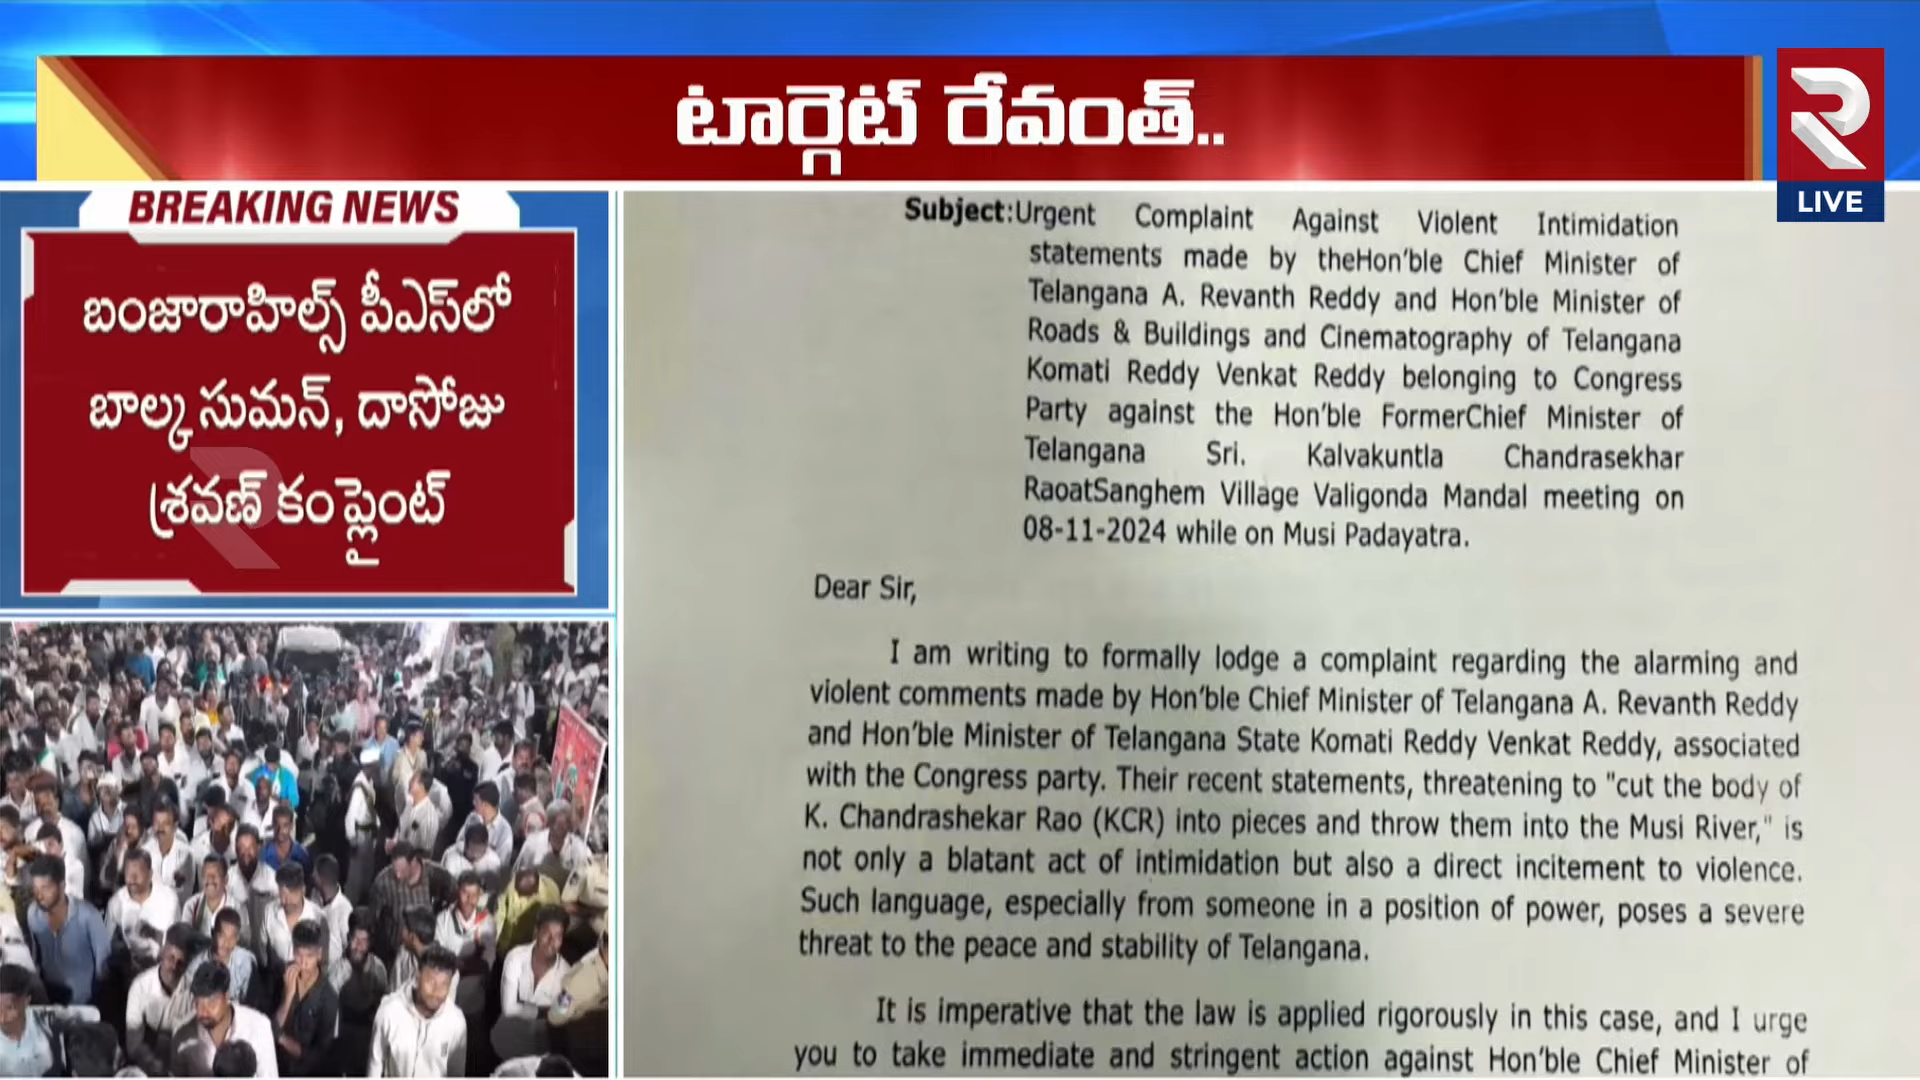 టార్గెట్ రేవంత్..
R
LIVE
BREAKING NEWS
బంజారాహిల్స్ పీఎస్‌లో
బాల్క సుమన్, దాసోజు
శ్రవణ్ కంప్లైంట్
Subject:Urgent Complaint Against Violent Intimidation
statements made by theHon'ble Chief Minister of
Telangana A. Revanth Reddy and Hon'ble Minister of
Roads & Buildings and Cinematography of Telangana
Komati Reddy Venkat Reddy belonging to Congress
Party against the Hon'ble FormerChief Minister of
Telangana Sri. Kalvakuntla Chandrasekhar
RaoatSanghem Village Valigonda Mandal meeting on
08-11-2024 while on Musi Padayatra.
Dear Sir,
I am writing to formally lodge a complaint regarding the alarming and
violent comments made by Hon'ble Chief Minister of Telangana A. Revanth Reddy
and Hon'ble Minister of Telangana State Komati Reddy Venkat Reddy, associated
with the Congress party. Their recent statements, threatening to "cut the body of
K. Chandrashekar Rao (KCR) into pieces and throw them into the Musi River," is
not only a blatant act of intimidation but also a direct incitement to violence.
Such language, especially from someone in a position of power, poses a severe
threat to the peace and stability of Telangana.
It is imperative that the law is applied rigorously in this case, and I urge
you to take immediate and stringent action against Hon'ble Chief Minister of